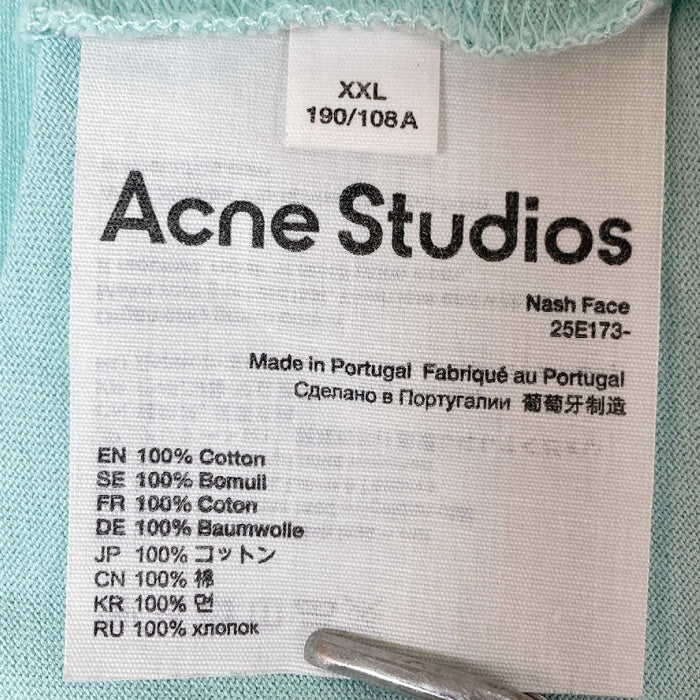 XXL
190/108A
Acne Studios
Nash Face
25E173-
Made in Portugal Fabriqué au Portugal
Сделано в Португалии 葡萄牙制造
EN 100% Cotton
SE 100% Bomull
FR 100% Coton
DE 100% Baumwolle
JP 100% コットン
CN 100% 棉
KR 100% 면
RU 100% хлопок